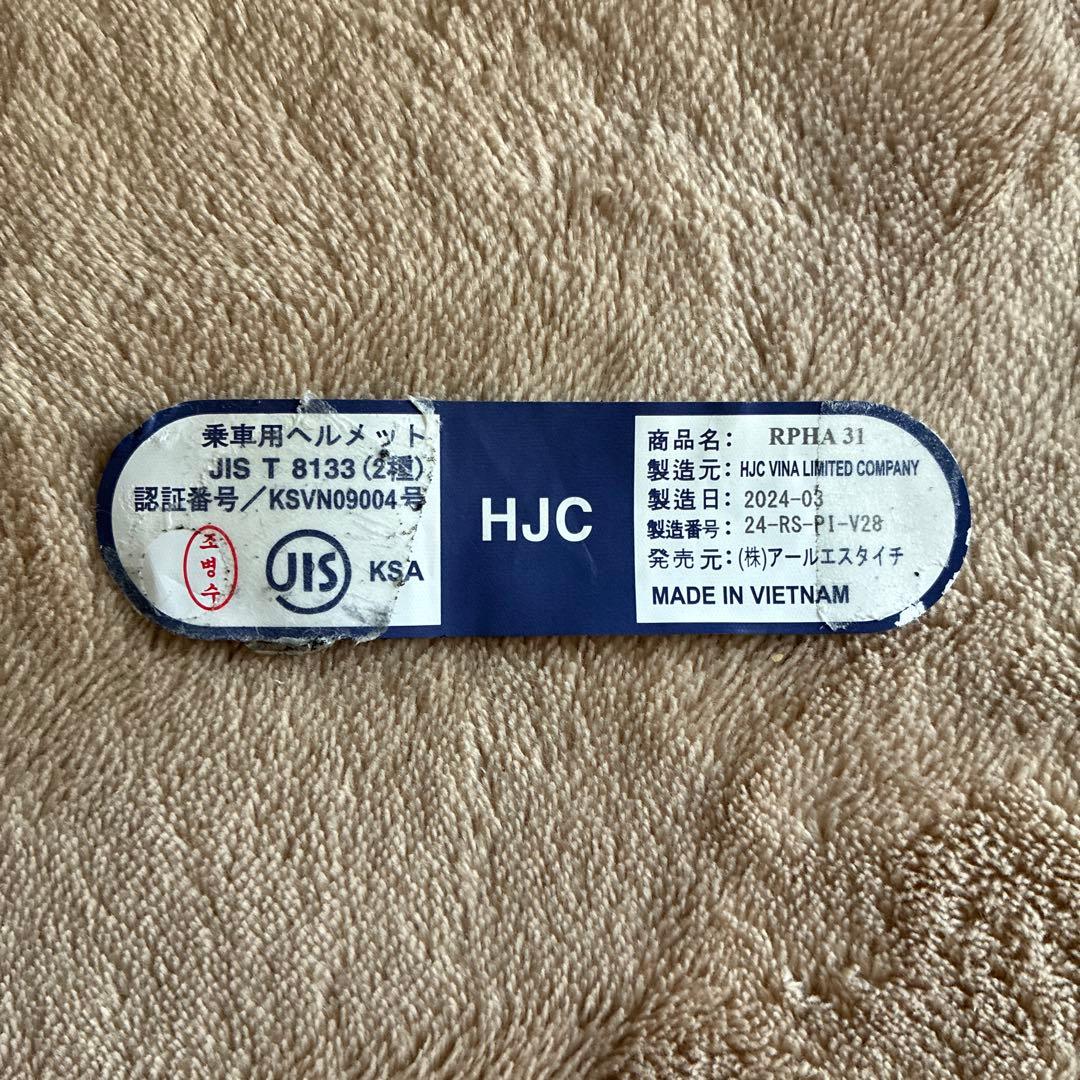 乗車用ヘルメット
JIS T 8133(2種)
認証番号/KSVN09004号
조병수
JIS KSA
HJC
商品名: RPHA 31
製造元: HJC VINA LIMITED COMPANY
製造日: 2024-03
製造番号: 24-RS-PI-V28
発売元:(株)アールエスタイチ
MADE IN VIETNAM